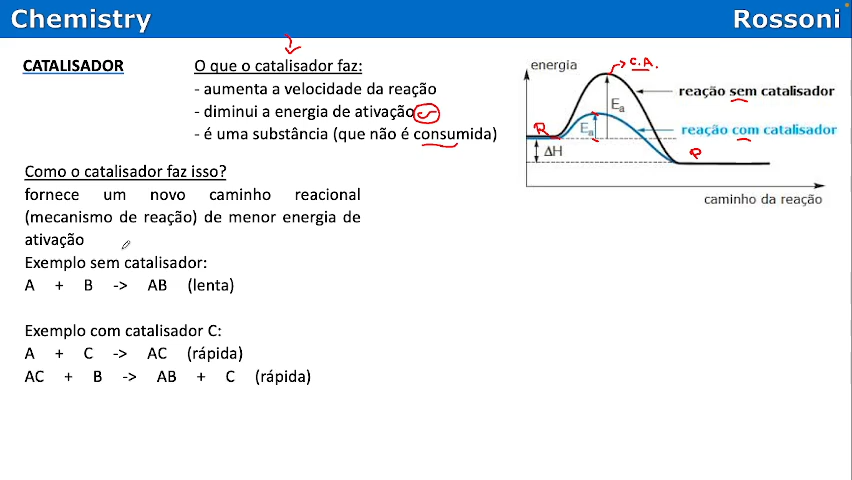 Chemistry
Rossoni
CATALISADOR
O que o catalisador faz:
- aumenta a velocidade da reação
- diminui a energia de ativação
- é uma substância (que não é consumida)
Como o catalisador faz isso?
fornece um novo caminho reacional
(mecanismo de reação) de menor energia de
ativação
Exemplo sem catalisador:
A + B -> AB (lenta)
Exemplo com catalisador C:
A + C -> AC (rápida)
AC + B -> AB + C (rápida)
energia
C.A.
reação sem catalisador
Ea
Ea
reação com catalisador
R
P
ΔH
caminho da reação